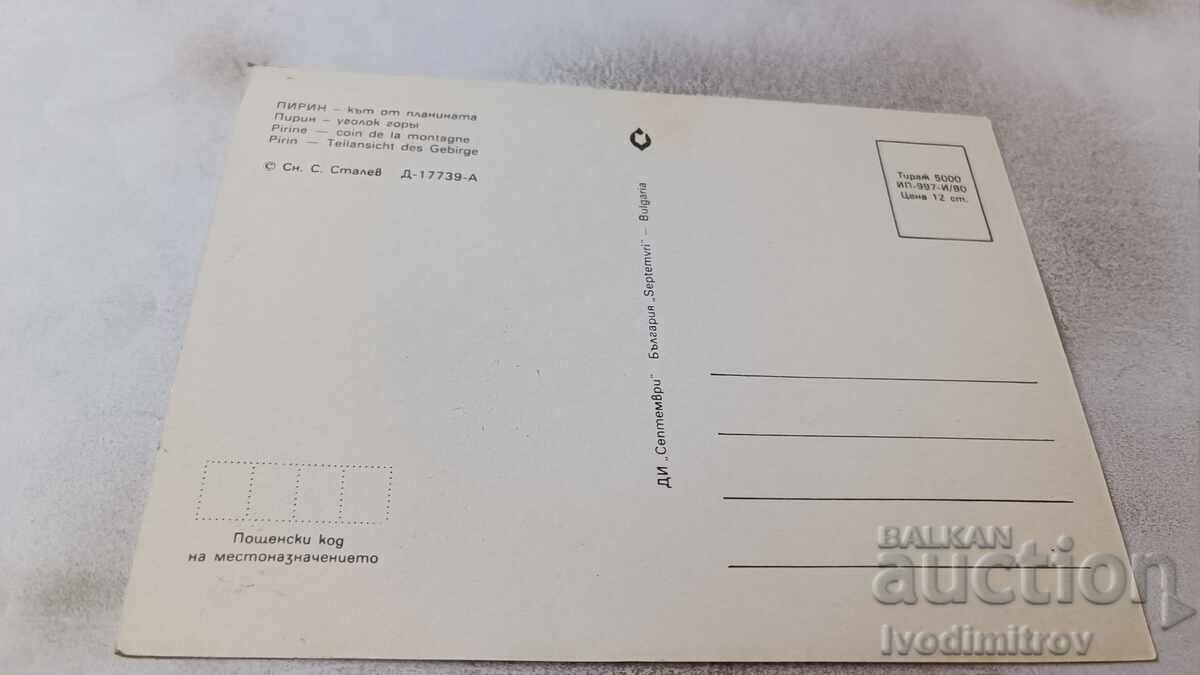 ПИРИН – кът от планината
Пирин – уголок горы
Pirine – coin de la montagne
Pirin – Teilansicht des Gebirge
© Сн. С. Сталев Д-17739-А
ДИ „Септември" България „Septemvri" – Bulgaria
Тираж 5000
ИП-997-И/80
Цена 12 ст.
Пощенски код
на местоназначението
BALKAN
auction
Ivodimitrov